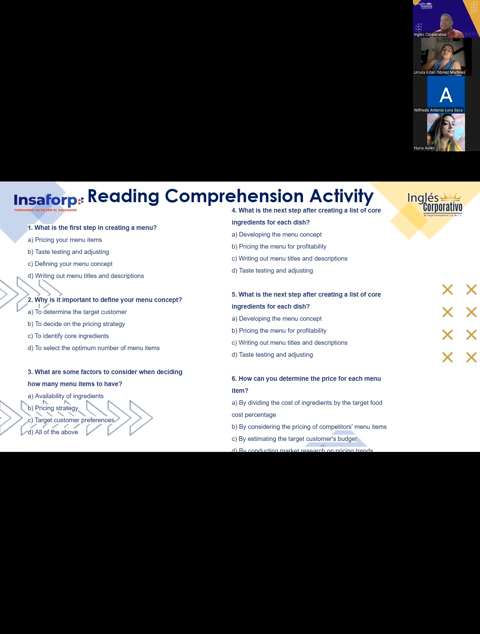 Inglés Corporativo
A
Nuria Aviles
Insaforp
Reading Comprehension Activity
Inglés
Corporativo
1. What is the first step in creating a menu?
a) Pricing your menu items
b) Taste testing and adjusting
c) Defining your menu concept
d) Writing out menu titles and descriptions
2. Why is it important to define your menu concept?
a) To determine the target customer
b) To decide on the pricing strategy
c) To identify core ingredients
d) To select the optimum number of menu items
3. What are some factors to consider when deciding
how many menu items to have?
a) Availability of ingredients
b) Pricing strategy
c) Target customer preferences
d) All of the above
4. What is the next step after creating a list of core
ingredients for each dish?
a) Developing the menu concept
b) Pricing the menu for profitability
c) Writing out menu titles and descriptions
d) Taste testing and adjusting
5. What is the next step after creating a list of core
ingredients for each dish?
a) Developing the menu concept
b) Pricing the menu for profitability
c) Writing out menu titles and descriptions
d) Taste testing and adjusting
6. How can you determine the price for each menu
item?
a) By dividing the cost of ingredients by the target food
cost percentage
b) By considering the pricing of competitors' menu items
c) By estimating the target customer's budget
d) By conducting market research on pricing trends